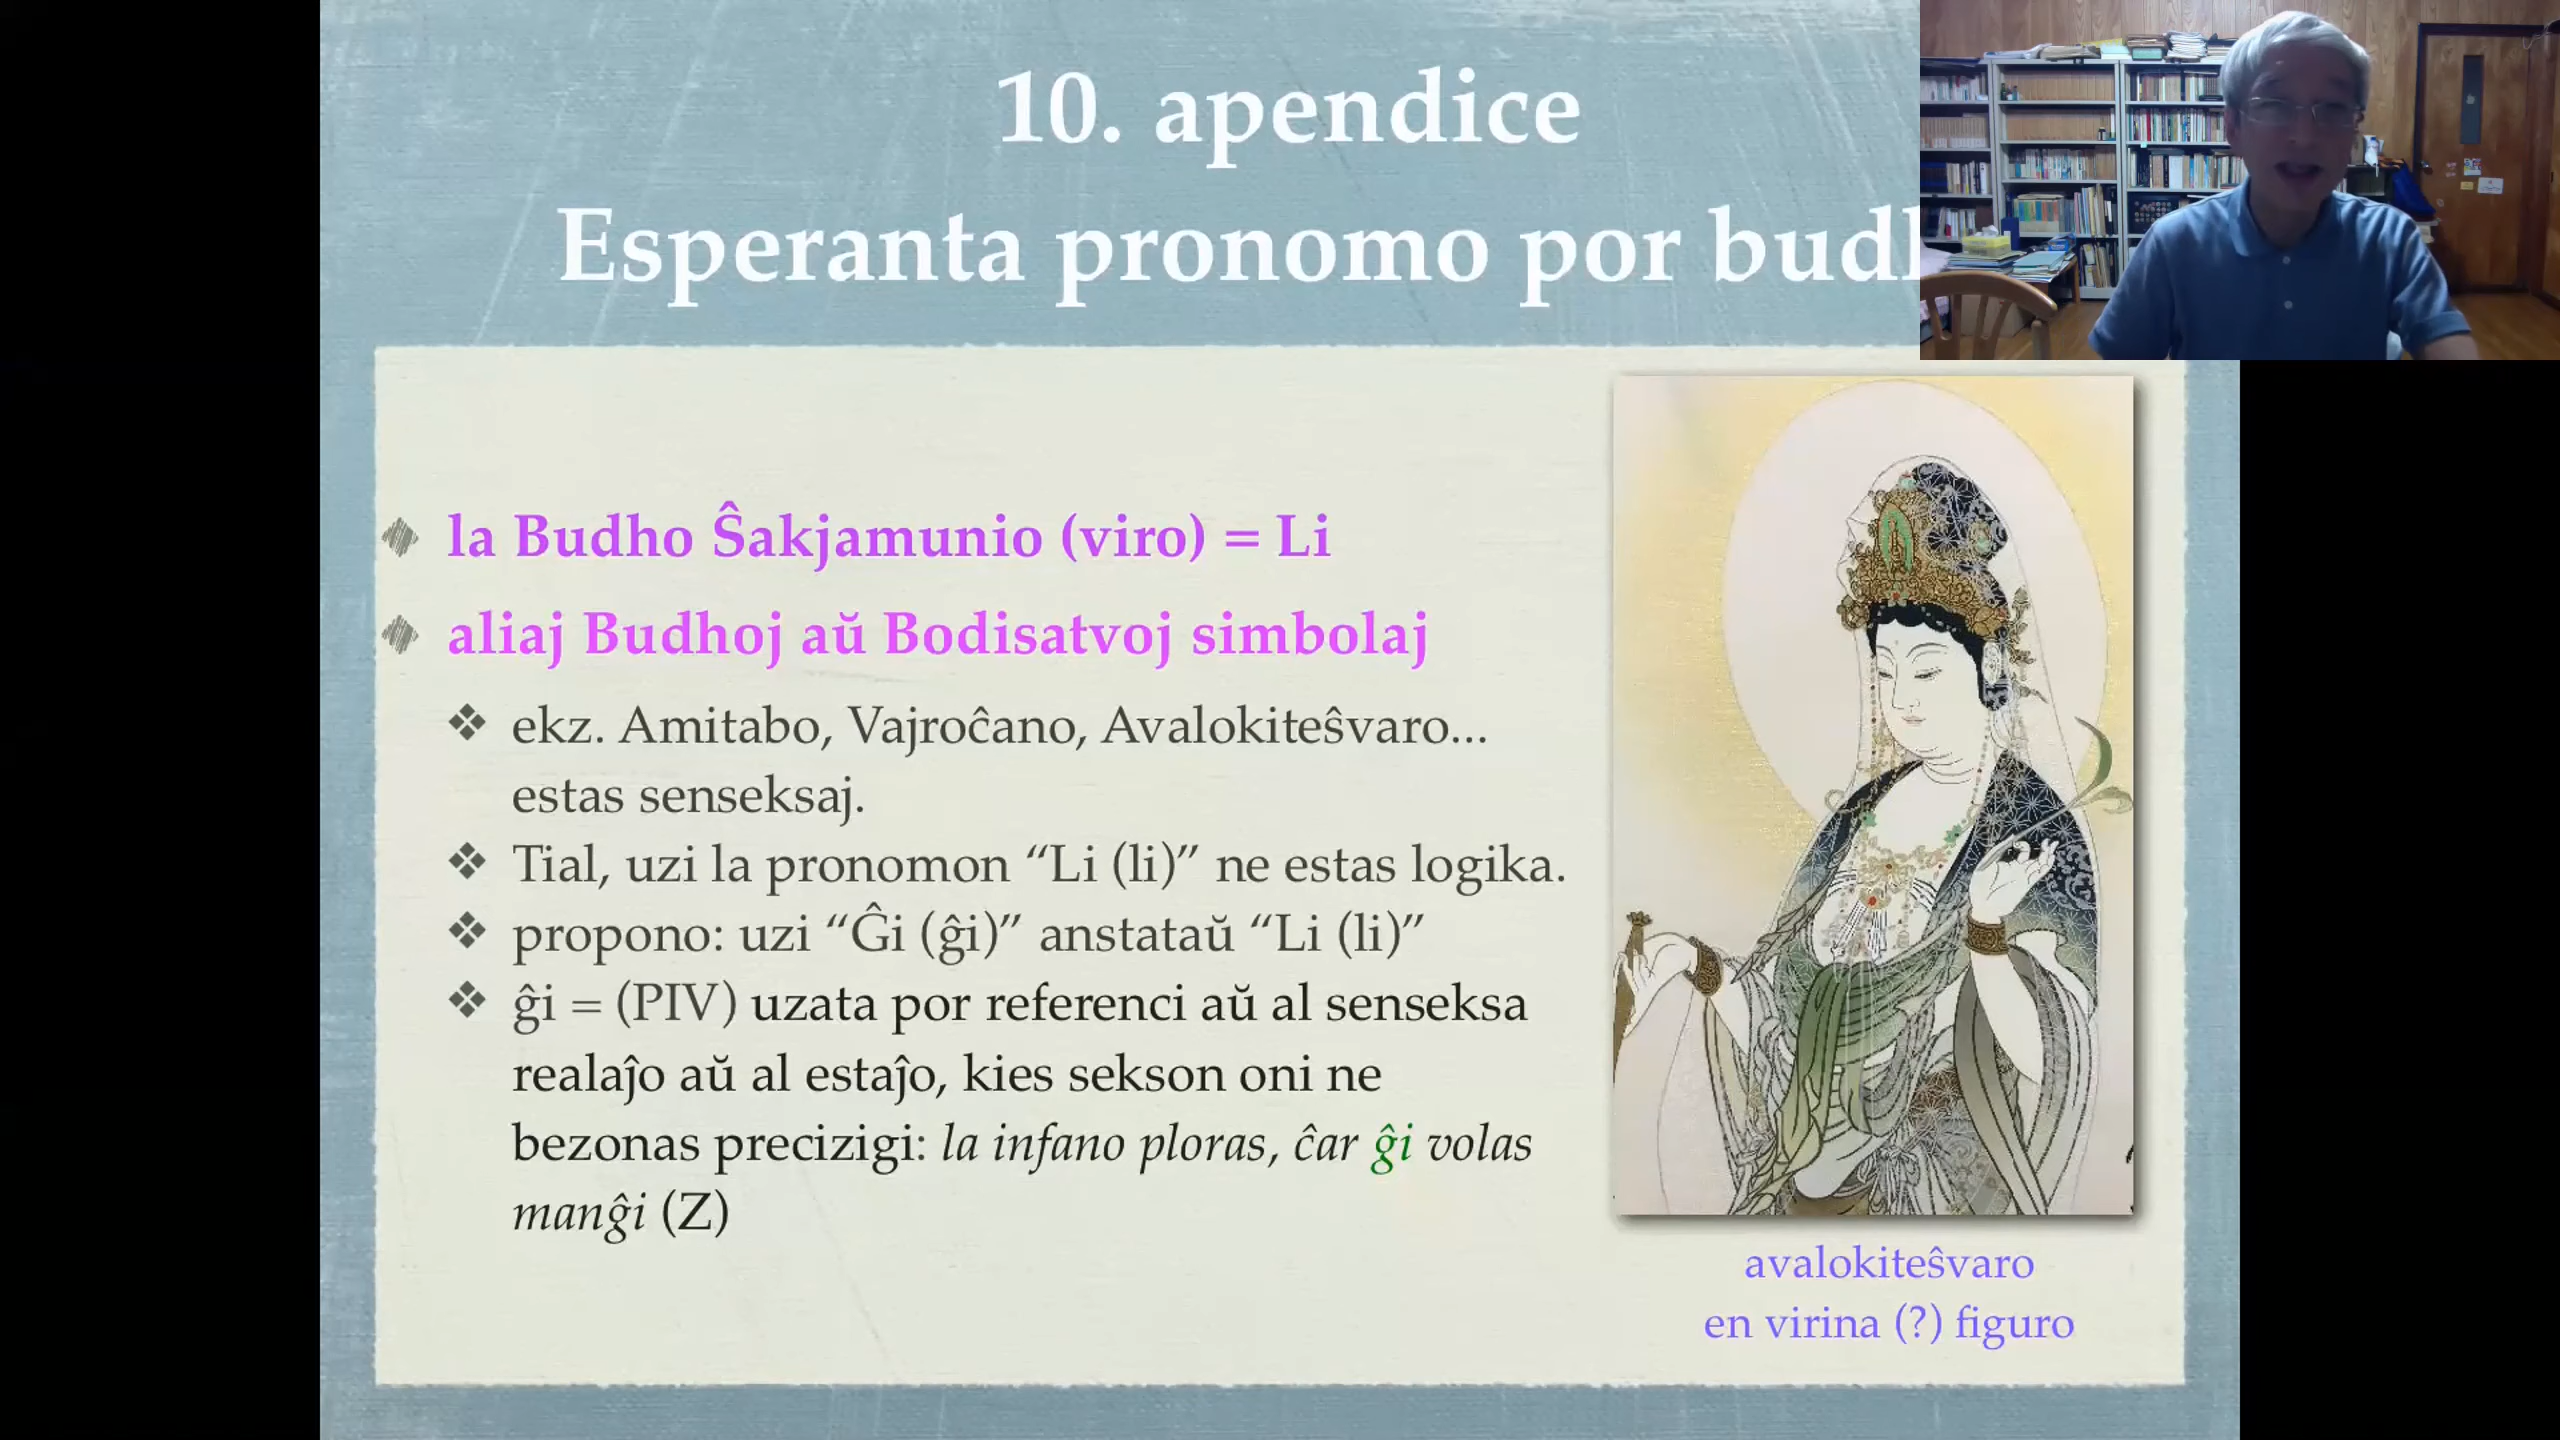 10. apendice
Esperanta pronomo por
la Budho Ŝakjamunio (viro) = Li
aliaj Budhoj aŭ Bodisatvoj simbolaj
ekz. Amitabo, Vajroĉano, Avalokiteŝvaro...
estas senseksaj.
Tial, uzi la pronomon “Li (li)” ne estas logika.
propono: uzi “Ĝi (ĝi)” anstataŭ “Li (li)”
ĝi = (PIV) uzata por referenci aŭ al senseksa
realaĵo aŭ al estaĵo, kies sekson oni ne
bezonas precizigi: la infano ploras, ĉar ĝi volas
manĝi (Z)
avalokiteŝvaro
en virina (?) figuro